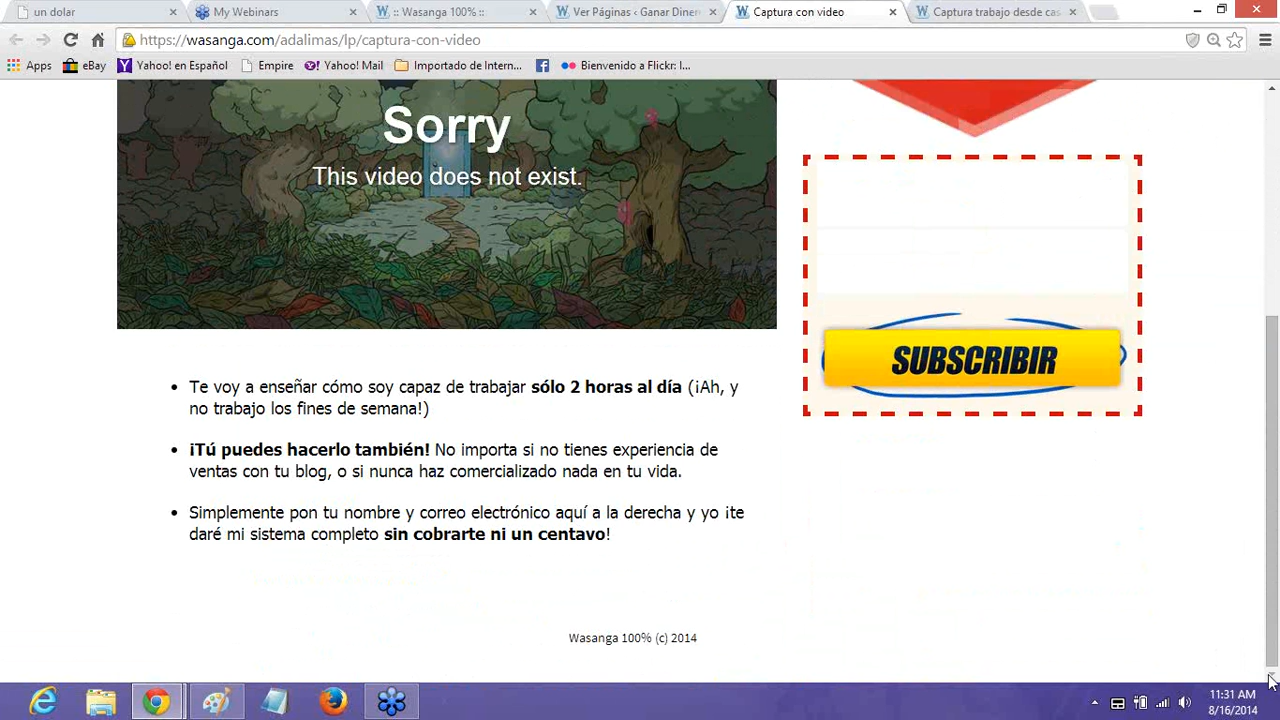 un dolar
My Webinars
:: Wasanga 100% ::
Ver Páginas ‹ Ganar Diner
Captura con video
Captura trabajo desde cas
https://wasanga.com/adalimas/lp/captura-con-video
Apps
eBay
Yahoo! en Español
Empire
Yahoo! Mail
Importado de Intern...
Bienvenido a Flickr: l...
Sorry
This video does not exist.
SUBSCRIBIR
• Te voy a enseñar cómo soy capaz de trabajar sólo 2 horas al día (¡Ah, y
no trabajo los fines de semana!)
• ¡Tú puedes hacerlo también! No importa si no tienes experiencia de
ventas con tu blog, o si nunca haz comercializado nada en tu vida.
• Simplemente pon tu nombre y correo electrónico aquí a la derecha y yo ¡te
daré mi sistema completo sin cobrarte ni un centavo!
Wasanga 100% (c) 2014
11:31 AM
8/16/2014